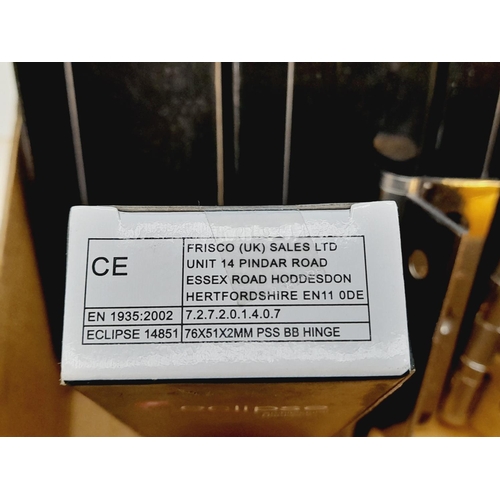 CE
FRISCO (UK) SALES LTD
UNIT 14 PINDAR ROAD
ESSEX ROAD HODDESDON
HERTFORDSHIRE EN11 0DE
EN 1935:2002 7.2.7.2.0.1.4.0.7
ECLIPSE 14851 76X51X2MM PSS BB HINGE
eclipse